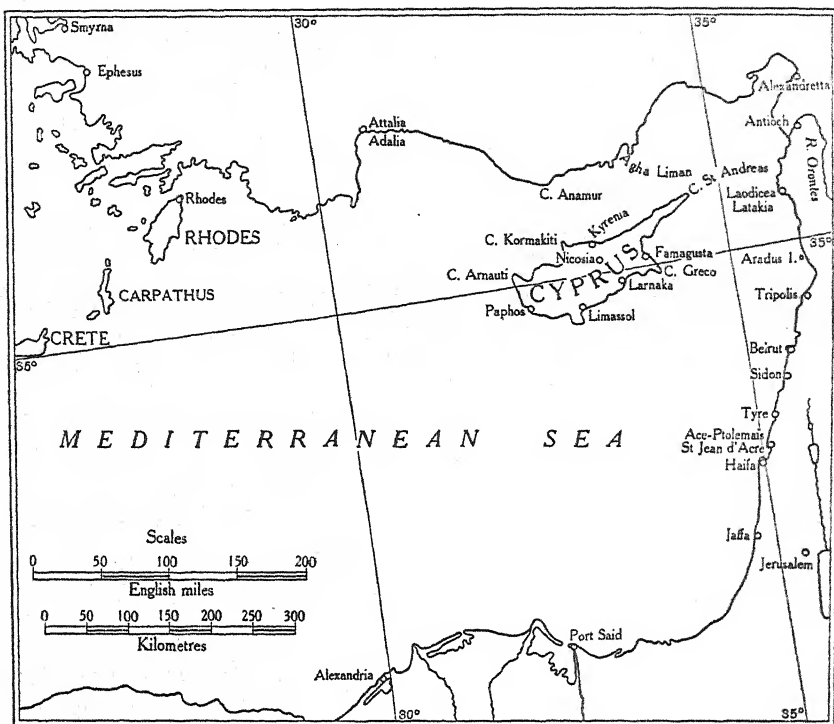 30°
35°
Smyrna
Ephesus
Alexandretta
Attalia
Adalia
Antioch
R. Orontes
Agha Liman
C. Anamur
C. St Andreas
Laodicea
Latakia
Rhodes
RHODES
C. Kormakiti
Kyrenia
35°
Nicosia
Famagusta
Aradus I.
C. Arnauti
CYPRUS
C. Greco
CARPATHUS
Larnaka
Tripolis
Paphos
Limassol
CRETE
35°
Beirut
Sidon
Tyre
MEDITERRANEAN SEA
Ace-Ptolemais
St Jean d'Acre
Haifa
Scales
0 50 100 150 200
English miles
Jaffa
Jerusalem
0 50 100 150 200 250 300
Kilometres
Port Said
Alexandria
30°
35°